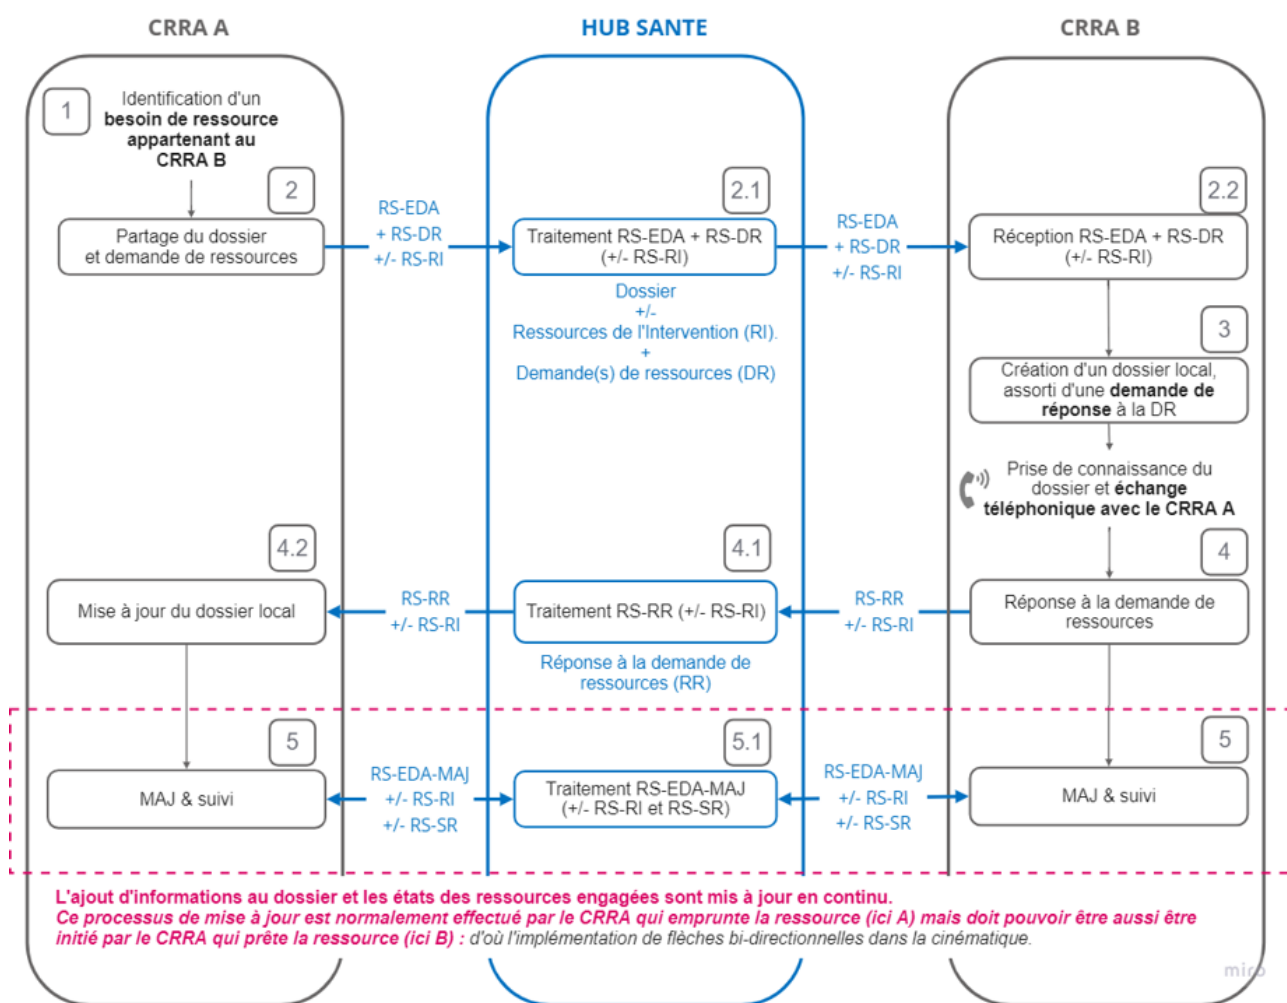 CRRA A
HUB SANTE
CRRA B
1
Identification d'un
besoin de ressource
appartenant au
CRRA B
2
Partage du dossier
et demande de ressources
RS-EDA
+ RS-DR
+/- RS-RI
2.1
Traitement RS-EDA + RS-DR
(+/- RS-RI)
Dossier
+/-
Ressources de l'Intervention (RI).
+
Demande(s) de ressources (DR)
RS-EDA
+ RS-DR
+/- RS-RI
2.2
Réception RS-EDA + RS-DR
(+/- RS-RI)
3
Création d'un dossier local,
assorti d'une demande de
réponse à la DR
Prise de connaissance du
dossier et échange
téléphonique avec le CRRA A
4
Réponse à la demande de
ressources
RS-RR
+/- RS-RI
4.1
Traitement RS-RR (+/- RS-RI)
Réponse à la demande de
ressources (RR)
RS-RR
+/- RS-RI
4.2
Mise à jour du dossier local
5
MAJ & suivi
RS-EDA-MAJ
+/- RS-RI
+/- RS-SR
5.1
Traitement RS-EDA-MAJ
(+/- RS-RI et RS-SR)
RS-EDA-MAJ
+/- RS-RI
+/- RS-SR
5
MAJ & suivi
L'ajout d'informations au dossier et les états des ressources engagées sont mis à jour en continu.
Ce processus de mise à jour est normalement effectué par le CRRA qui emprunte la ressource (ici A) mais doit pouvoir être aussi être
initié par le CRRA qui prête la ressource (ici B) : d'où l'implémentation de flèches bi-directionnelles dans la cinématique.
miro